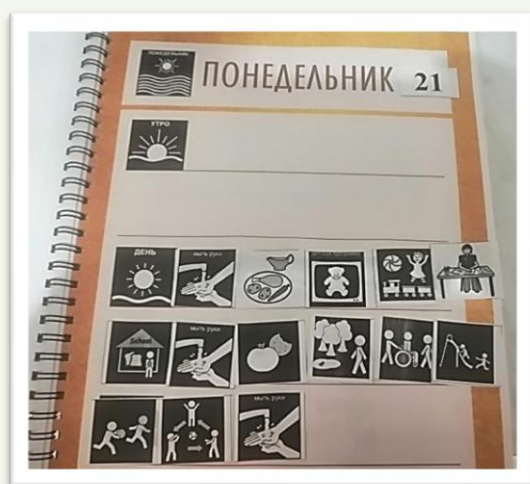 ПОНЕДЕЛЬНИК
ПОНЕДЕЛЬНИК 21
УТРО
ДЕНЬ
мыть руки
School
мыть руки
мыть руки